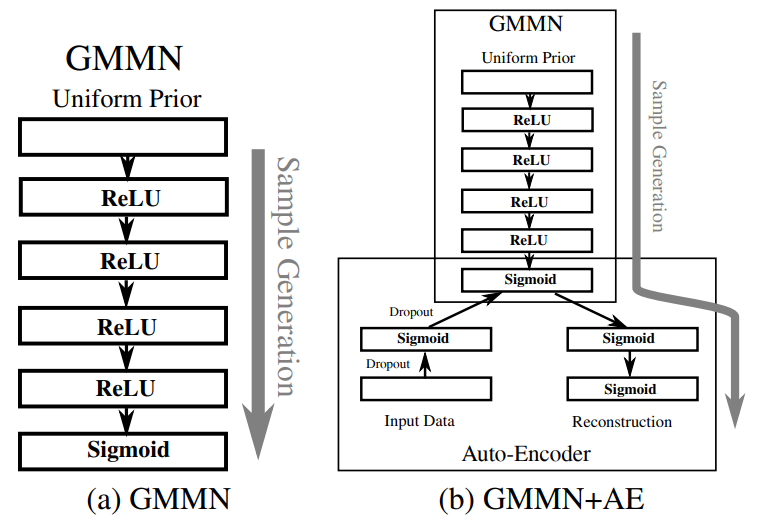 GMMN
Uniform Prior
ReLU
ReLU
ReLU
ReLU
Sigmoid
Sample Generation
(a) GMMN
GMMN
Uniform Prior
ReLU
ReLU
ReLU
ReLU
Sigmoid
Sample Generation
Dropout
Sigmoid
Dropout
Input Data
Sigmoid
Sigmoid
Reconstruction
Auto-Encoder
(b) GMMN+AE